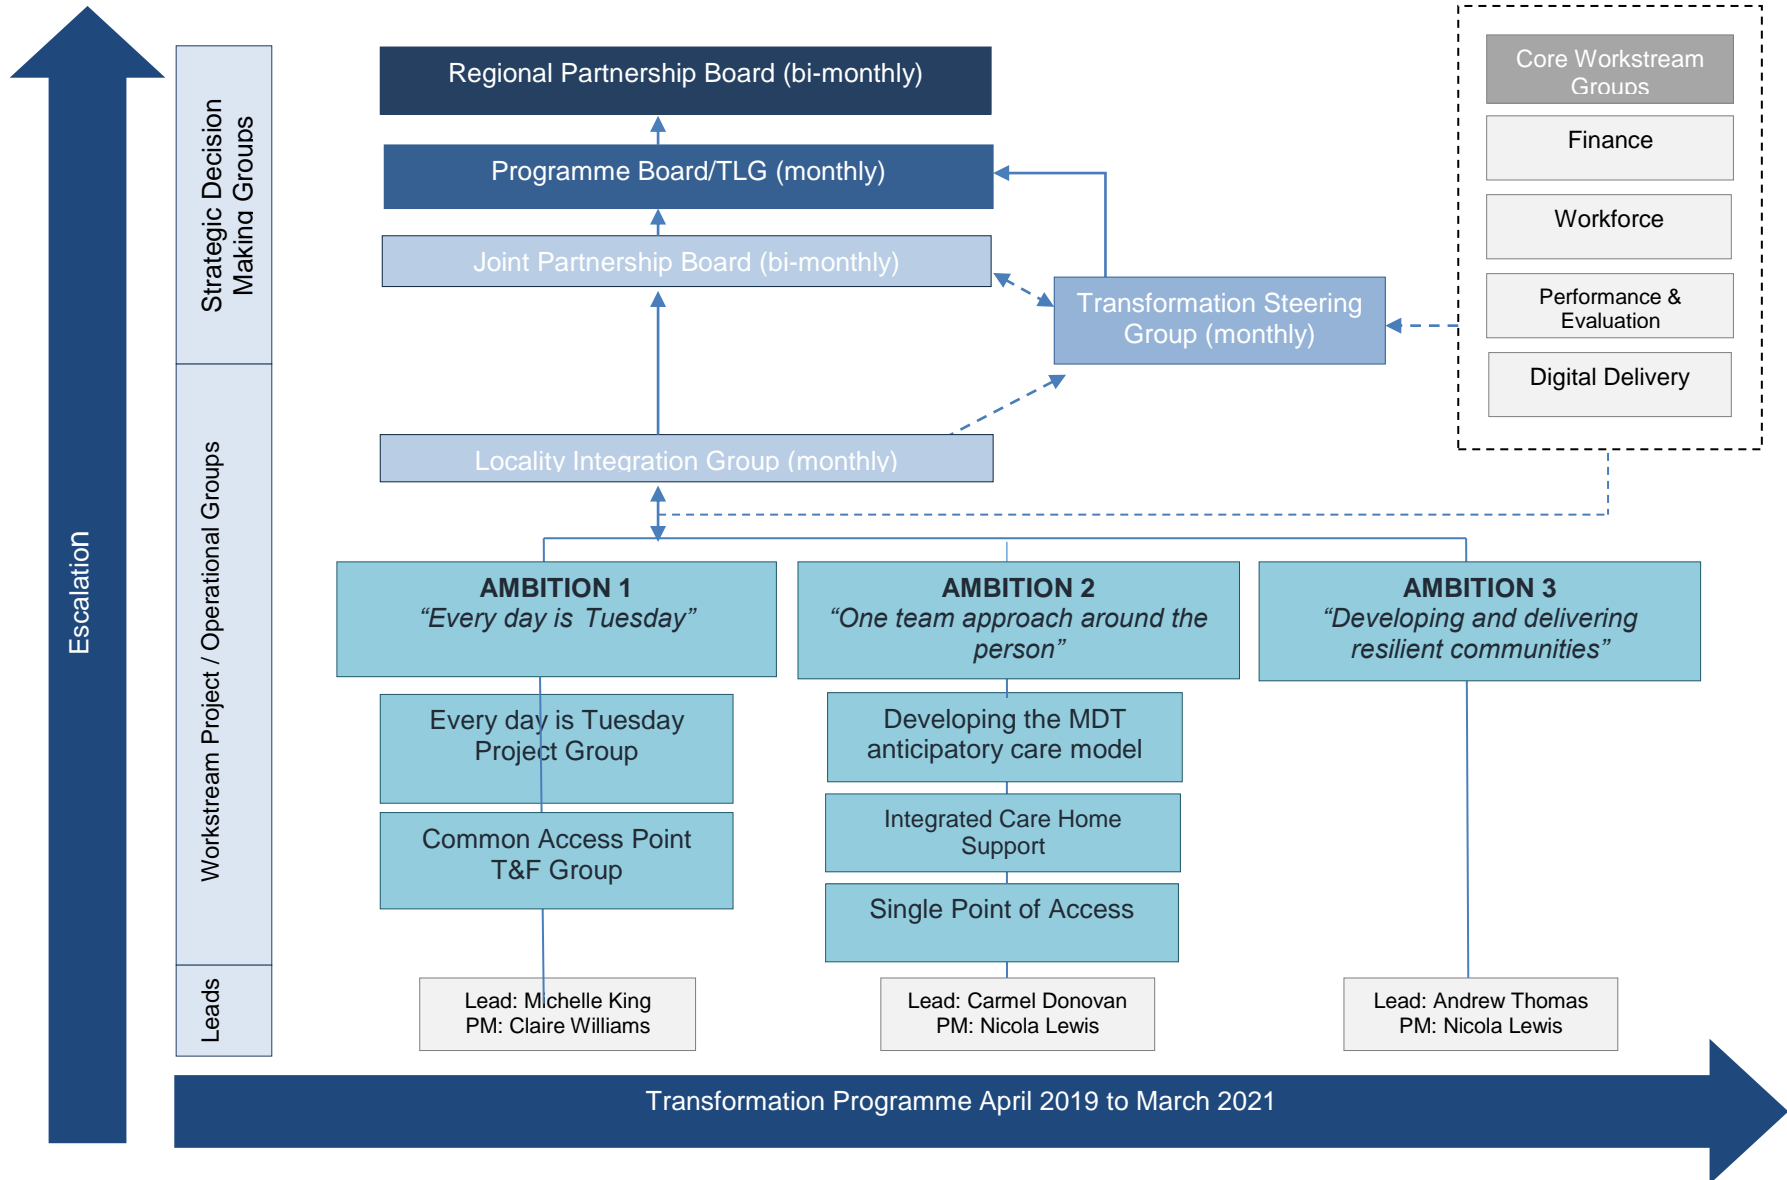 Escalation
Strategic Decision
Making Groups
Workstream Project / Operational Groups
Leads
Regional Partnership Board (bi-monthly)
Programme Board/TLG (monthly)
Joint Partnership Board (bi-monthly)
Transformation Steering
Group (monthly)
Locality Integration Group (monthly)
Core Workstream
Groups
Finance
Workforce
Performance &
Evaluation
Digital Delivery
AMBITION 1
“Every day is Tuesday”
Every day is Tuesday
Project Group
Common Access Point
T&F Group
Lead: Michelle King
PM: Claire Williams
AMBITION 2
“One team approach around the
person”
Developing the MDT
anticipatory care model
Integrated Care Home
Support
Single Point of Access
Lead: Carmel Donovan
PM: Nicola Lewis
AMBITION 3
“Developing and delivering
resilient communities”
Lead: Andrew Thomas
PM: Nicola Lewis
Transformation Programme April 2019 to March 2021